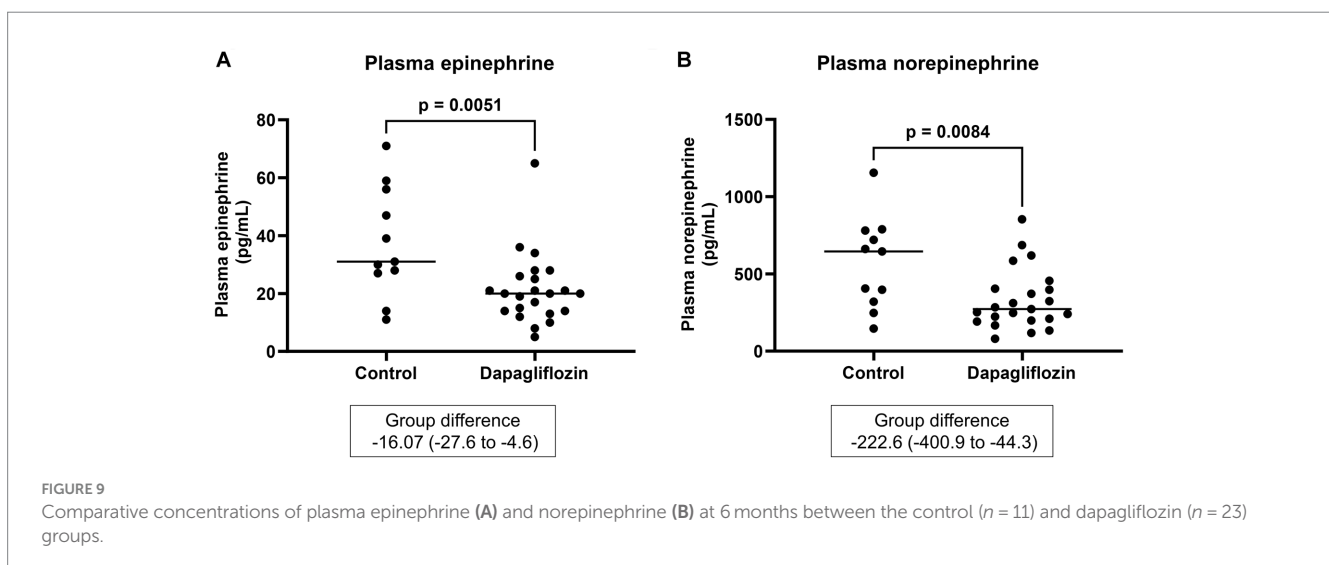 A
Plasma epinephrine
p = 0.0051
Plasma epinephrine
(pg/mL)
80
60
40
20
0
Control
Dapagliflozin
Group difference
-16.07 (-27.6 to -4.6)
B
Plasma norepinephrine
p = 0.0084
Plasma norepinephrine
(pg/mL)
1500
1000
500
0
Control
Dapagliflozin
Group difference
-222.6 (-400.9 to -44.3)
FIGURE 9
Comparative concentrations of plasma epinephrine (A) and norepinephrine (B) at 6 months between the control (n = 11) and dapagliflozin (n = 23)
groups.